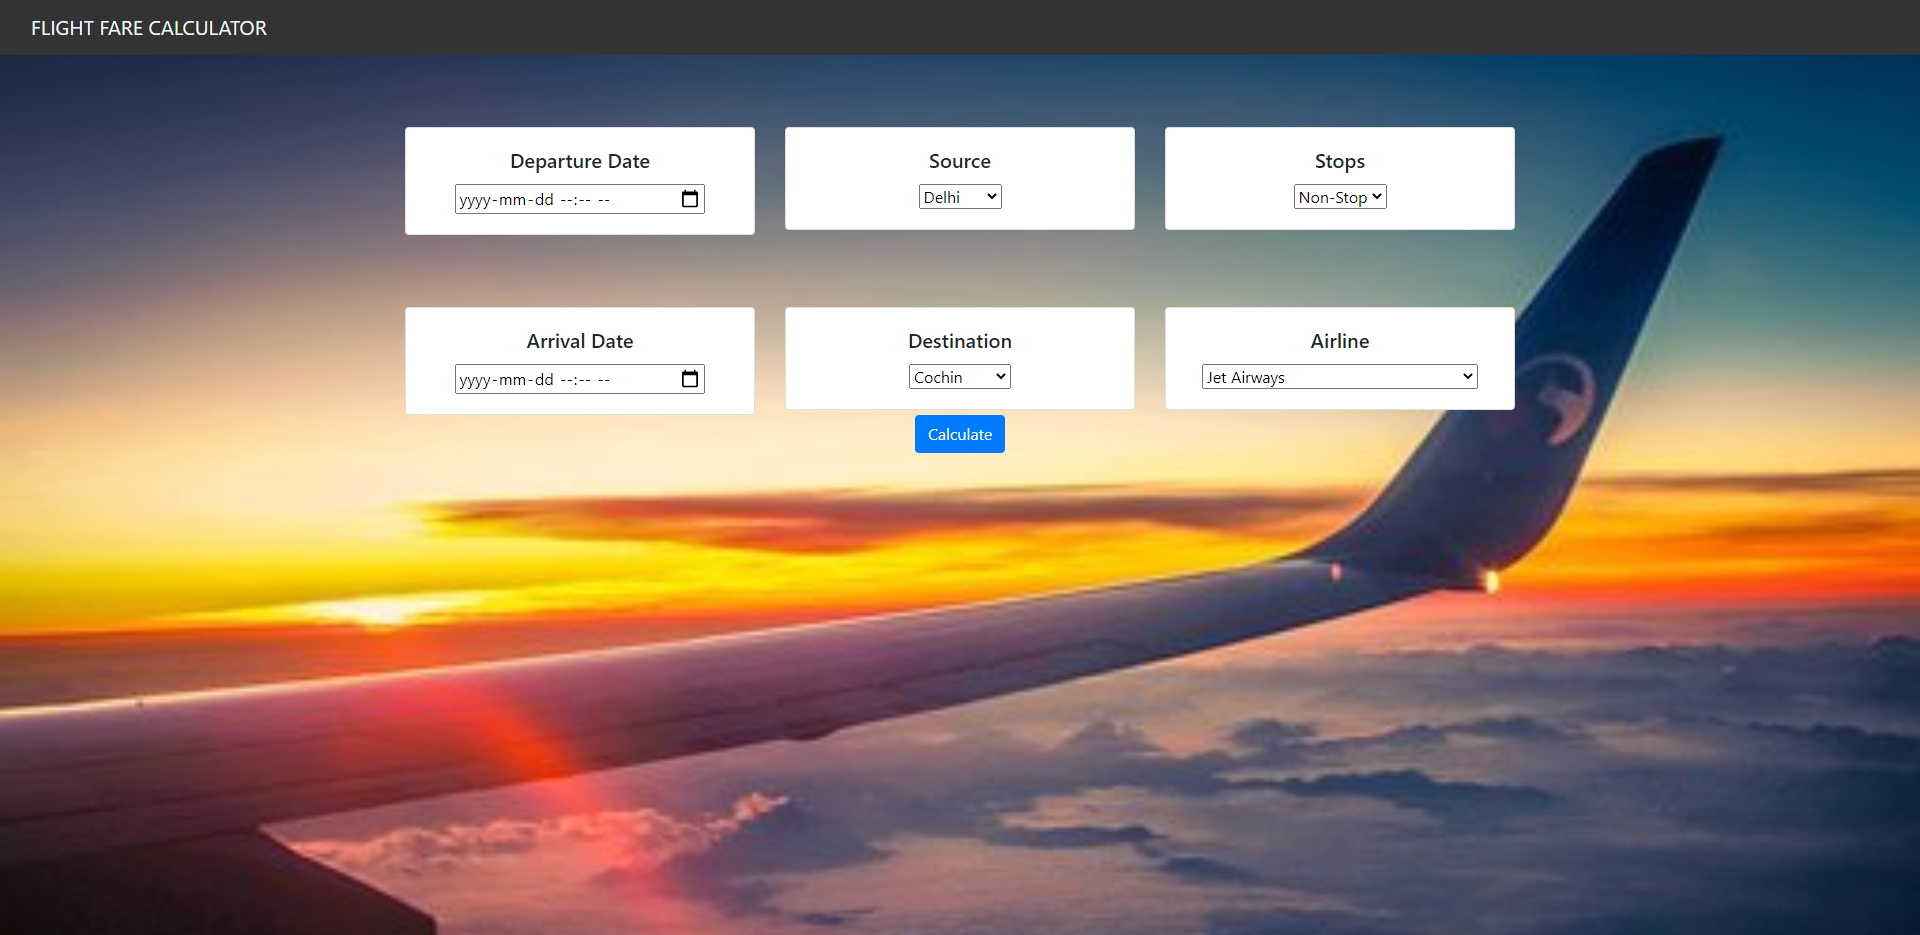 FLIGHT FARE CALCULATOR
Departure Date
yyyy-mm-dd --:-- --
Source
Delhi
Stops
Non-Stop
Arrival Date
yyyy-mm-dd --:-- --
Destination
Cochin
Airline
Jet Airways
Calculate